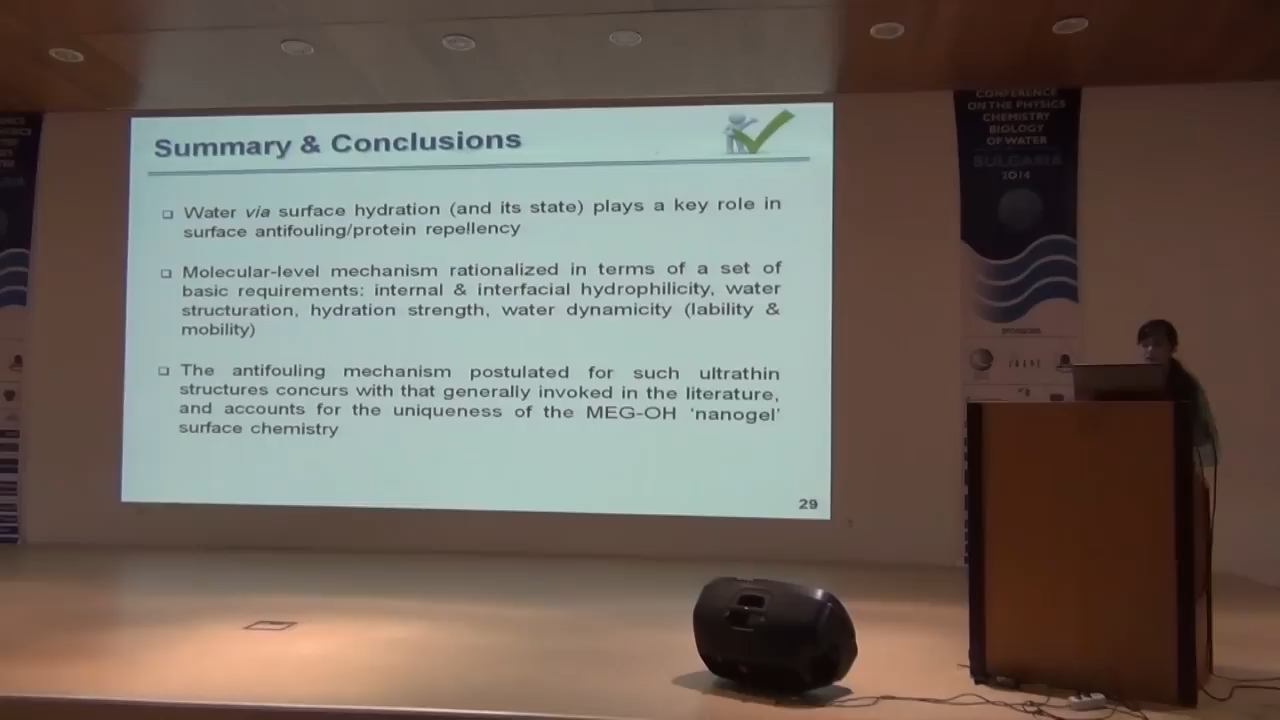 Summary & Conclusions
Water via surface hydration (and its state) plays a key role in
surface antifouling/protein repellency
Molecular-level mechanism rationalized in terms of a set of
basic requirements: internal & interfacial hydrophilicity, water
structuration, hydration strength, water dynamicity (lability &
mobility)
The antifouling mechanism postulated for such ultrathin
structures concurs with that generally invoked in the literature,
and accounts for the uniqueness of the MEG-OH 'nanogel'
surface chemistry
29
CONFERENCE
ON THE PHYSICS
CHEMISTRY
BIOLOGY
OF WATER
BULGARIA
2014